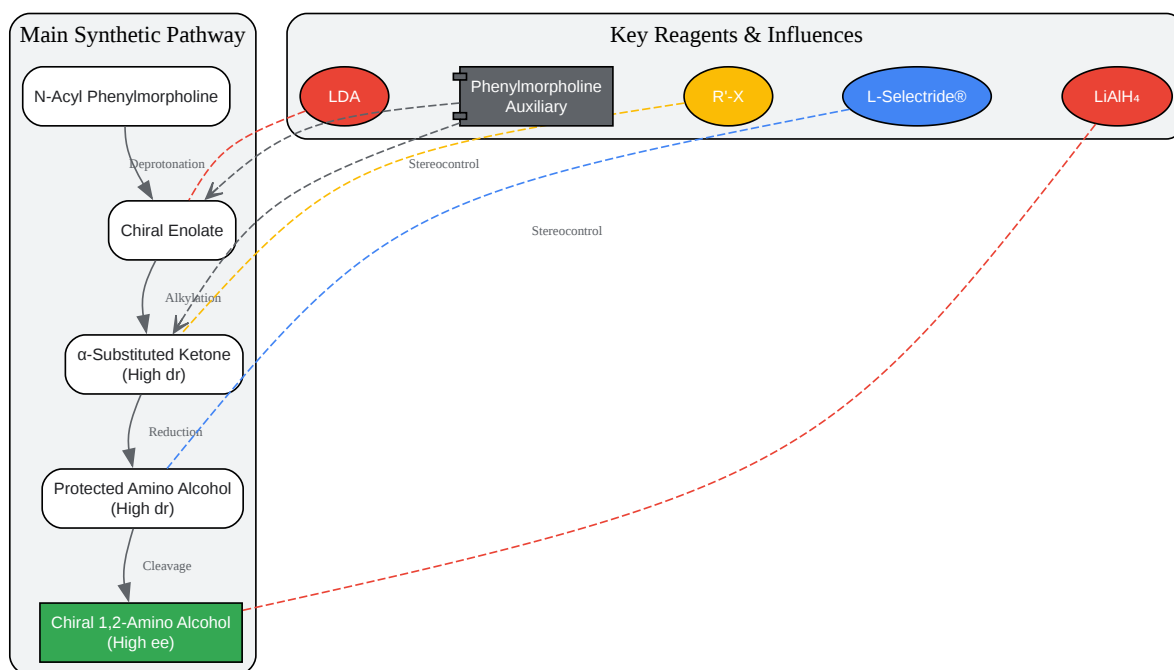 Main Synthetic Pathway
Key Reagents & Influences
N-Acyl Phenylmorpholine
LDA
Phenylmorpholine
Auxiliary
R'-X
L-Selectride®
LiAlH₄
Deprotonation
Stereocontrol
Chiral Enolate
Stereocontrol
Alkylation
α-Substituted Ketone
(High dr)
Reduction
Protected Amino Alcohol
(High dr)
Cleavage
Chiral 1,2-Amino Alcohol
(High ee)